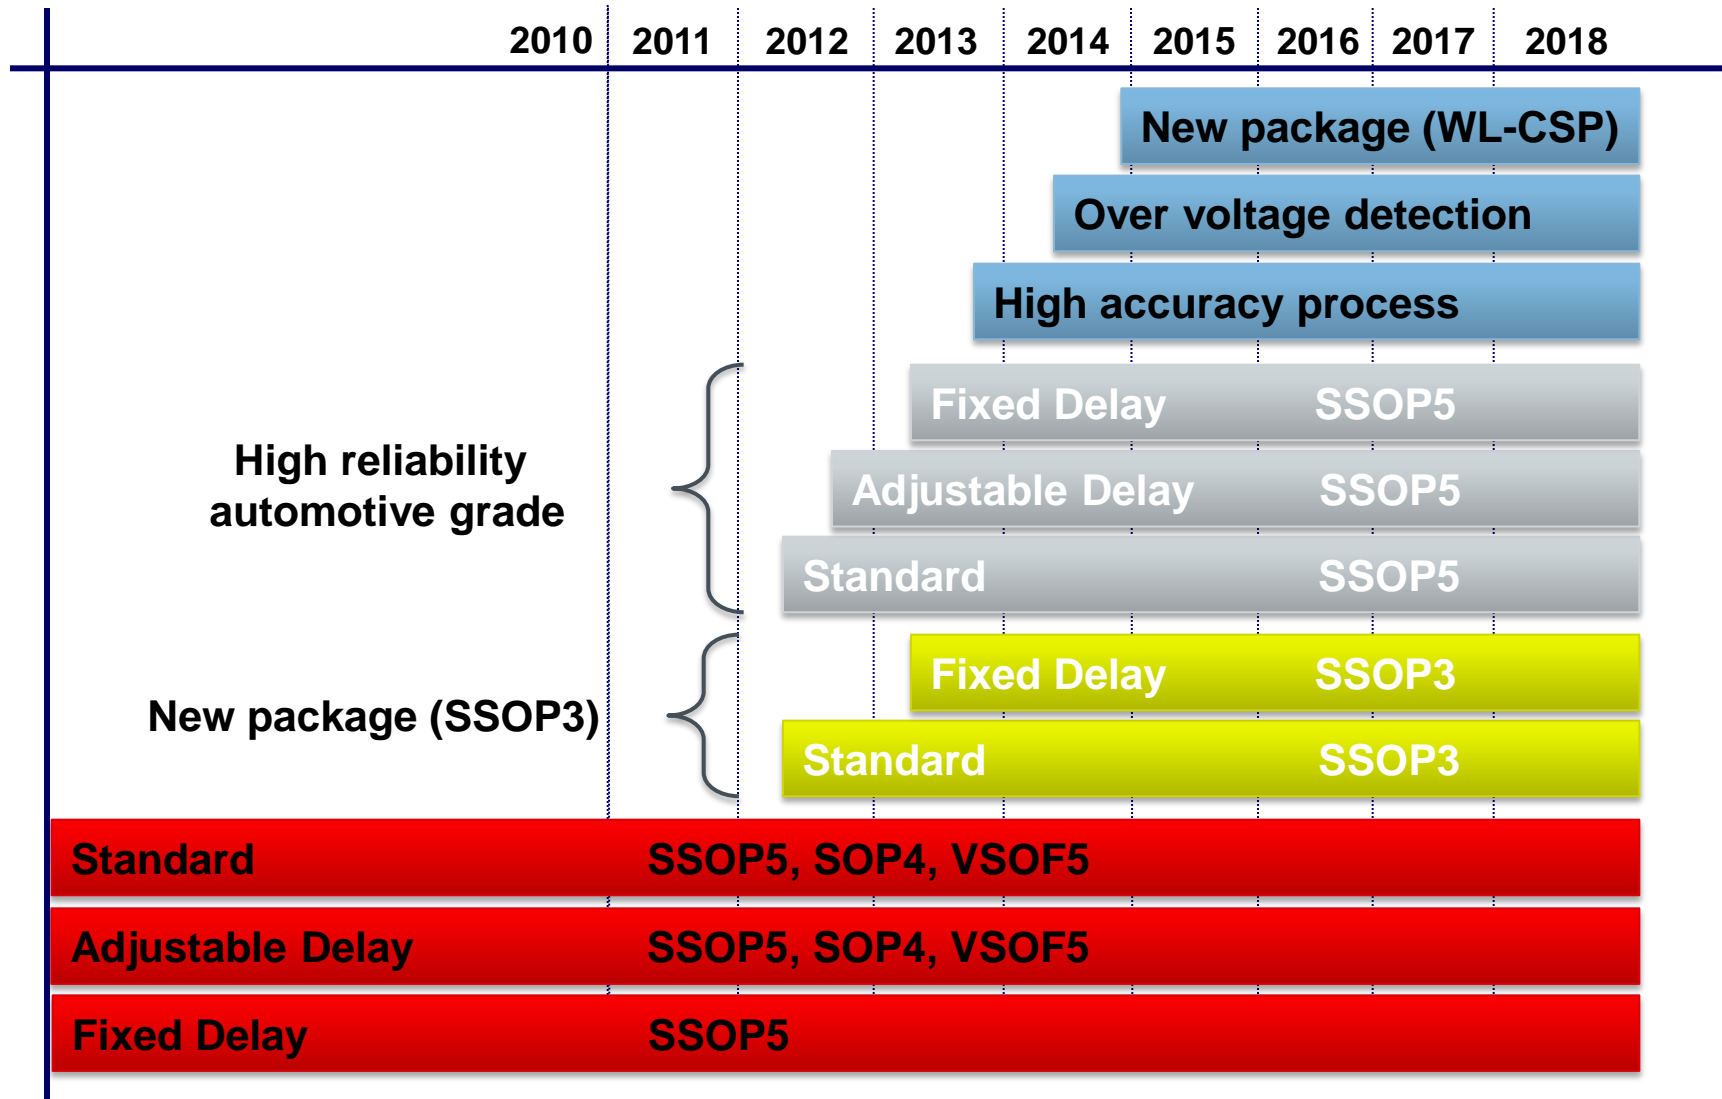 2010 2011 2012 2013 2014 2015 2016 2017 2018
New package (WL-CSP)
Over voltage detection
High accuracy process
Fixed Delay SSOP5
High reliability
automotive grade
Adjustable Delay SSOP5
Standard SSOP5
Fixed Delay SSOP3
New package (SSOP3)
Standard SSOP3
Standard SSOP5, SOP4, VSOF5
Adjustable Delay SSOP5, SOP4, VSOF5
Fixed Delay SSOP5